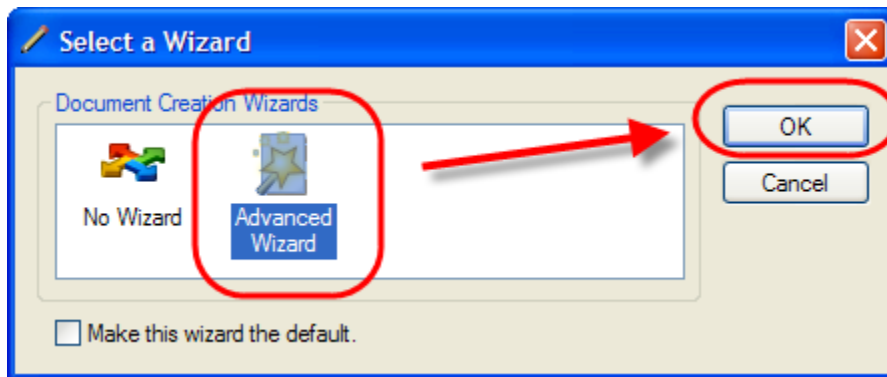 Select a Wizard
Document Creation Wizards
OK
No Wizard
Advanced
Wizard
Cancel
Make this wizard the default.